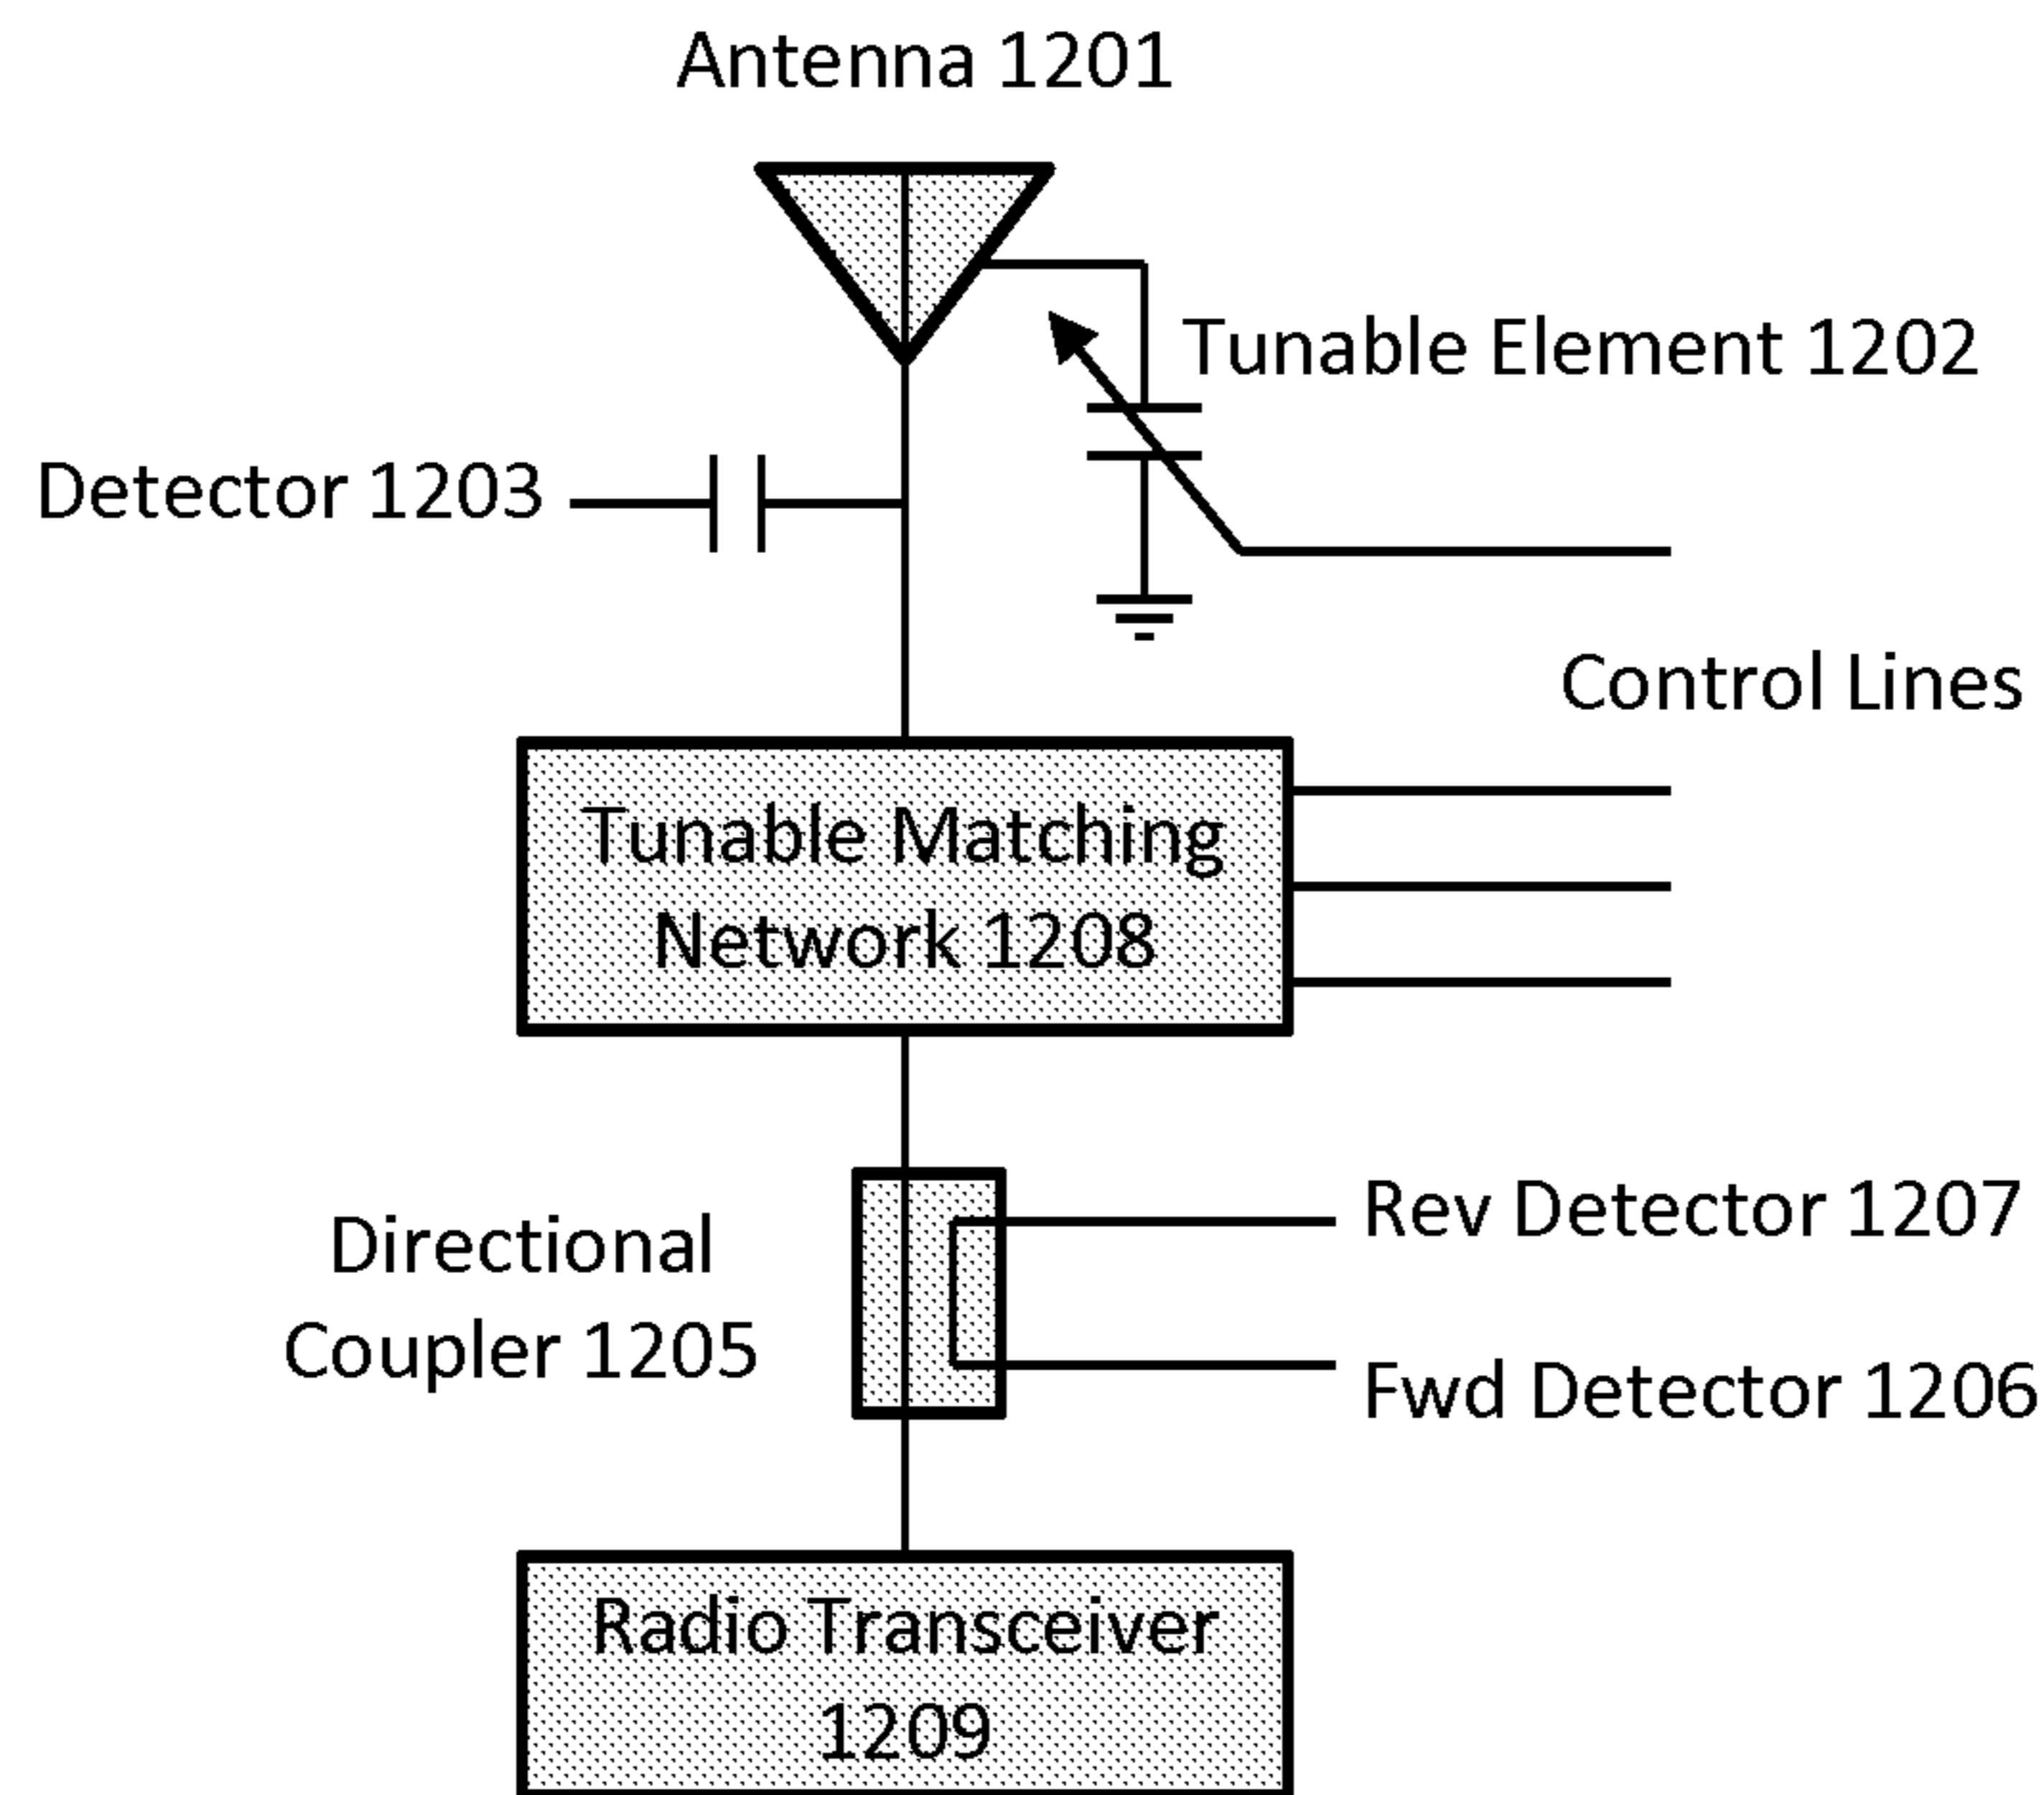 Antenna 1201
Tunable Element 1202
Detector 1203
Control Lines
Tunable Matching
Network 1208
Rev Detector 1207
Directional
Coupler 1205
Fwd Detector 1206
Radio Transceiver
1209